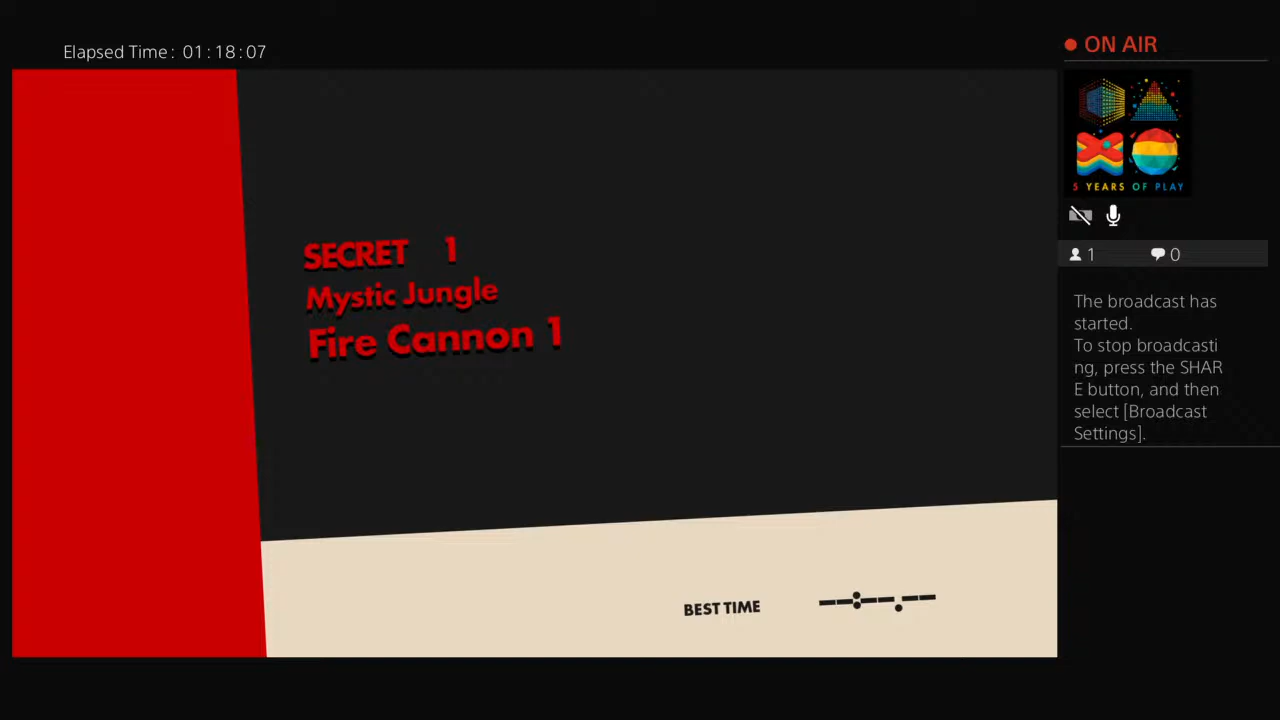 Elapsed Time: 01:18:07
ON AIR
5 YEARS OF PLAY
1 0
The broadcast has
started.
To stop broadcasti
ng, press the SHAR
E button, and then
select [Broadcast
Settings].
SECRET 1
Mystic Jungle
Fire Cannon 1
BEST TIME --:--.--